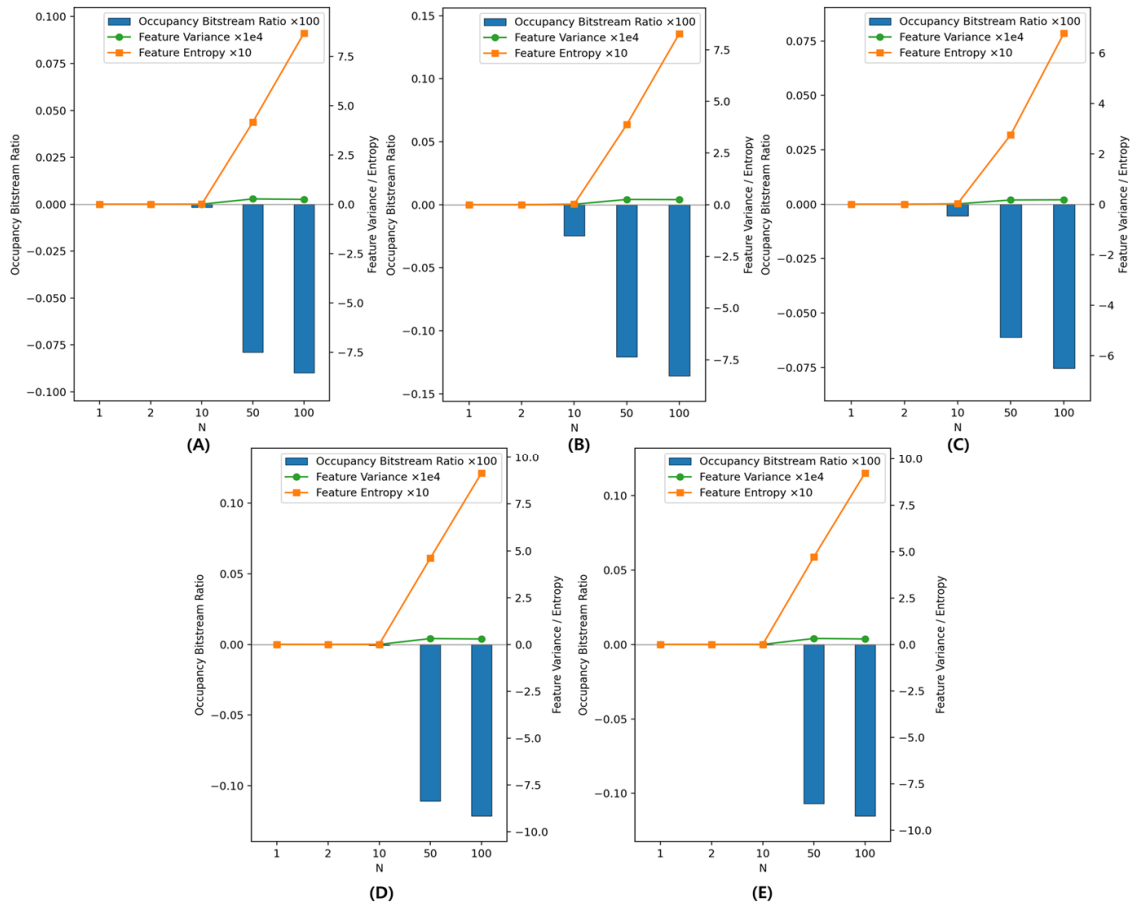 Occupancy Bitstream Ratio ×100
Feature Variance ×1e4
Feature Entropy ×10
0.100
0.075
0.050
0.025
0.000
−0.025
−0.050
−0.075
−0.100
Occupancy Bitstream Ratio
7.5
5.0
2.5
0.0
−2.5
−5.0
−7.5
Feature Variance / Entropy
1 2 10 50 100
N
(A)
Occupancy Bitstream Ratio ×100
Feature Variance ×1e4
Feature Entropy ×10
0.15
0.10
0.05
0.00
−0.05
−0.10
−0.15
Occupancy Bitstream Ratio
7.5
5.0
2.5
0.0
−2.5
−5.0
−7.5
Feature Variance / Entropy
1 2 10 50 100
N
(B)
Occupancy Bitstream Ratio ×100
Feature Variance ×1e4
Feature Entropy ×10
0.075
0.050
0.025
0.000
−0.025
−0.050
−0.075
Occupancy Bitstream Ratio
6
4
2
0
−2
−4
−6
Feature Variance / Entropy
1 2 10 50 100
N
(C)
Occupancy Bitstream Ratio ×100
Feature Variance ×1e4
Feature Entropy ×10
0.10
0.05
0.00
−0.05
−0.10
Occupancy Bitstream Ratio
10.0
7.5
5.0
2.5
0.0
−2.5
−5.0
−7.5
−10.0
Feature Variance / Entropy
1 2 10 50 100
N
(D)
Occupancy Bitstream Ratio ×100
Feature Variance ×1e4
Feature Entropy ×10
0.10
0.05
0.00
−0.05
−0.10
Occupancy Bitstream Ratio
10.0
7.5
5.0
2.5
0.0
−2.5
−5.0
−7.5
−10.0
Feature Variance / Entropy
1 2 10 50 100
N
(E)